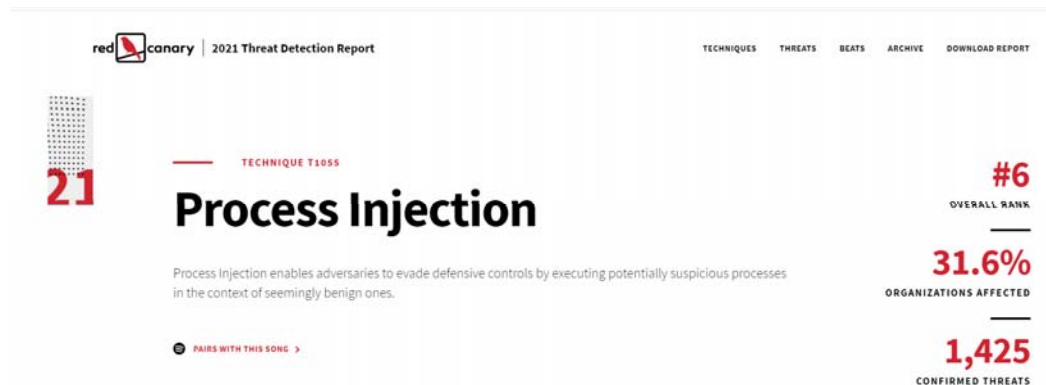 red canary | 2021 Threat Detection Report
TECHNIQUES THREATS BEATS ARCHIVE DOWNLOAD REPORT
21
TECHNIQUE T1055
Process Injection
Process Injection enables adversaries to evade defensive controls by executing potentially suspicious processes
in the context of seemingly benign ones.
PAIRS WITH THIS SONG >
#6
OVERALL RANK
31.6%
ORGANIZATIONS AFFECTED
1,425
CONFIRMED THREATS